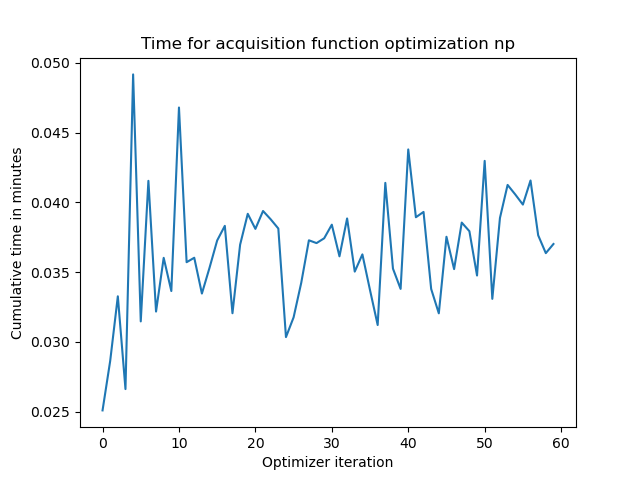 Time for acquisition function optimization np
Cumulative time in minutes
0.050
0.045
0.040
0.035
0.030
0.025
0 10 20 30 40 50 60
Optimizer iteration